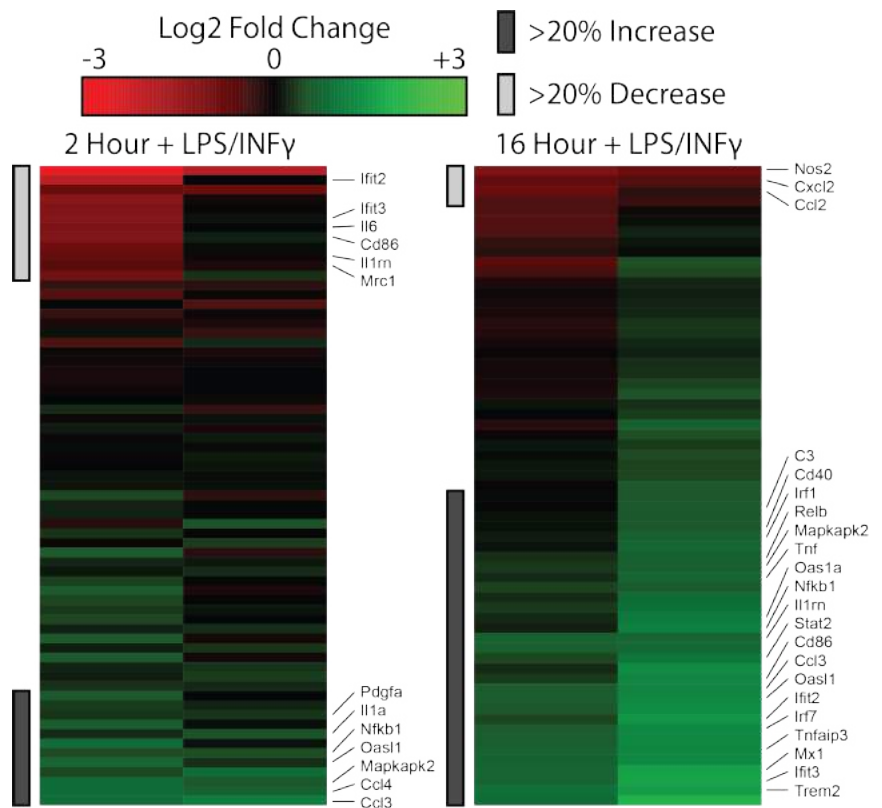 Log2 Fold Change
-3 0 +3
>20% Increase
>20% Decrease
2 Hour + LPS/INFγ
Ifit2
Ifit3
Il6
Cd86
Il1rn
Mrc1
Pdgfa
Il1a
Nfkb1
Oasl1
Mapkapk2
Ccl4
Ccl3
16 Hour + LPS/INFγ
Nos2
Cxcl2
Ccl2
C3
Cd40
Irf1
Relb
Mapkapk2
Tnf
Oas1a
Nfkb1
Il1rn
Stat2
Cd86
Ccl3
Oasl1
Ifit2
Irf7
Tnfaip3
Mx1
Ifit3
Trem2